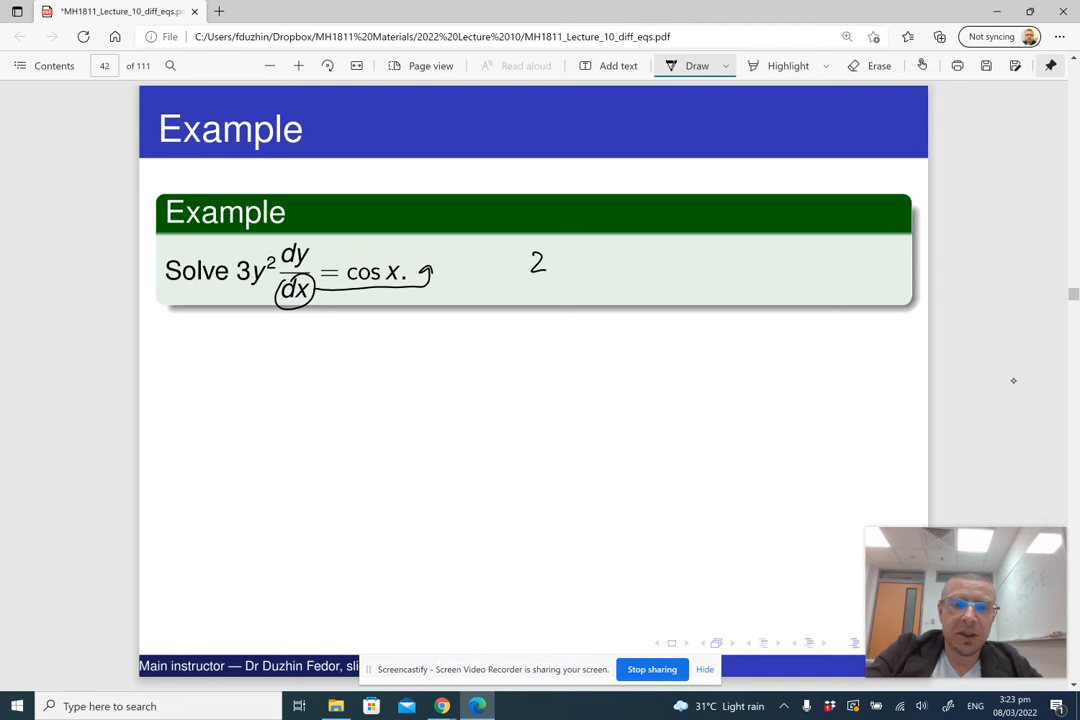 *MH1811_Lecture_10_diff_eqs.pd
File
C:/Users/fduzhin/Dropbox/MH1811%20Materials/2022%20Lecture%2010/MH1811_Lecture_10_diff_eqs.pdf
Not syncing
Contents
42 of 111
Page view
Read aloud
Add text
Draw
Highlight
Erase
Example
Example
Solve 3y² dy/dx = cos x.
2
Main instructor — Dr Duzhin Fedor, sli
Screencastify - Screen Video Recorder is sharing your screen.
Stop sharing
Hide
Type here to search
31°C Light rain
ENG
3:23 pm
08/03/2022
1